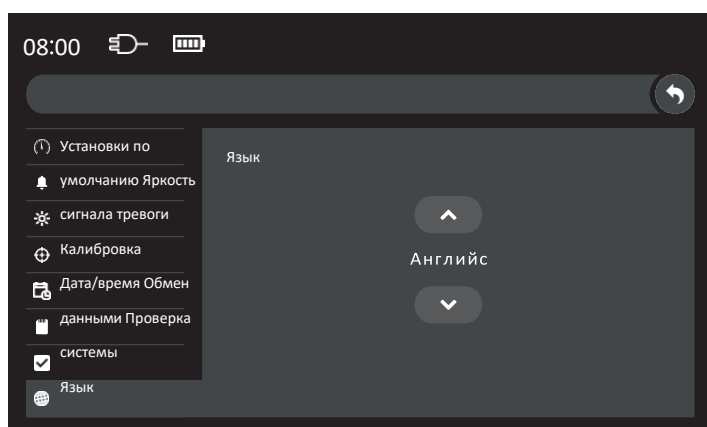 08:00
Установки по
умолчанию Яркость
сигнала тревоги
Калибровка
Дата/время Обмен
данными Проверка
системы
Язык
Язык
Английс